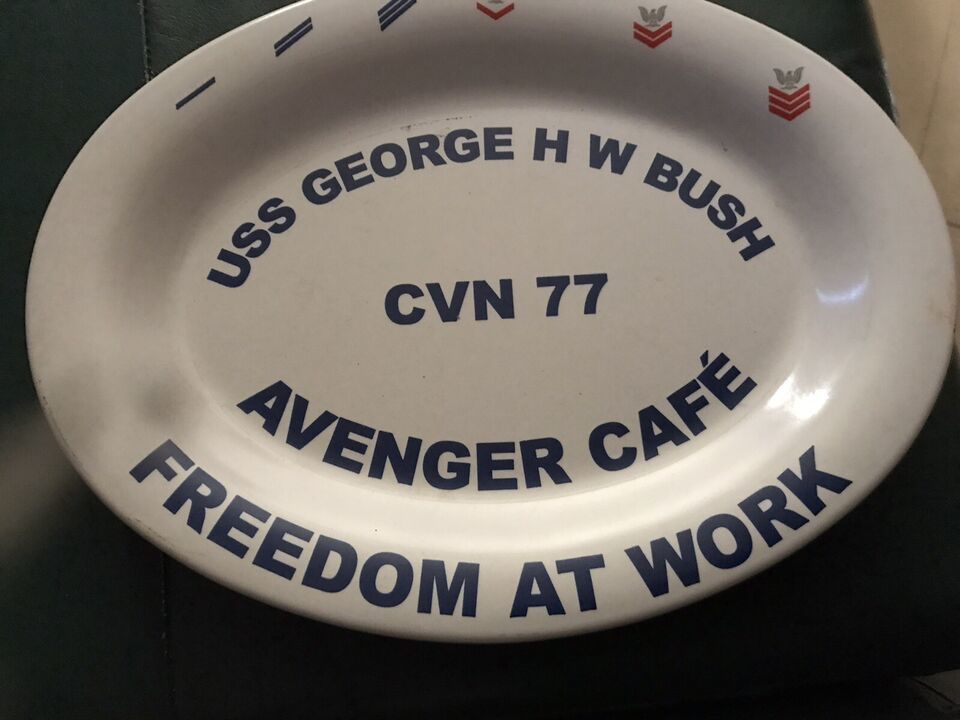 USS GEORGE H W BUSH
CVN 77
AVENGER CAFÉ
FREEDOM AT WORK